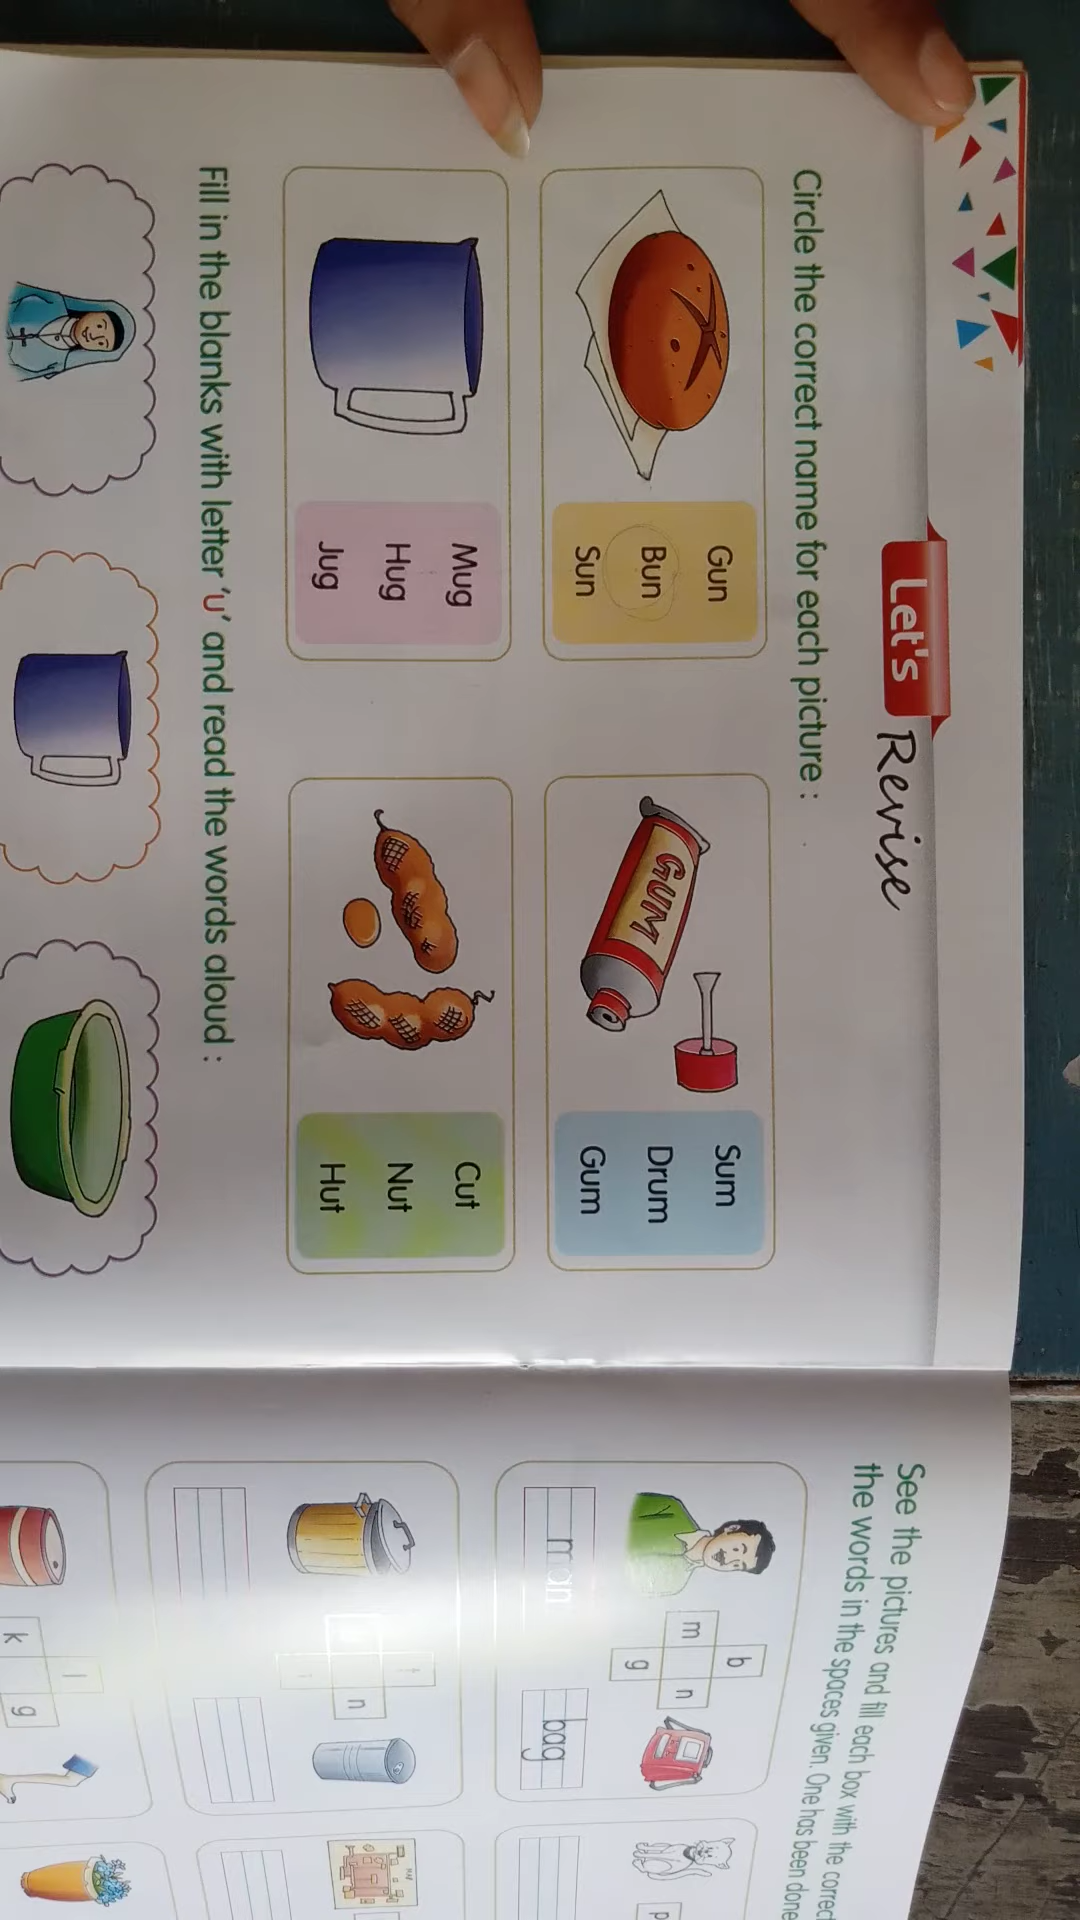 Let's Revise
Circle the correct name for each picture :
Gun
Bun
Sun
GUM
Sum
Drum
Gum
Mug
Hug
Jug
Cut
Nut
Hut
Fill in the blanks with letter 'u' and read the words aloud :
See the pictures and fill each box with the correct
the words in the spaces given. One has been done
b
m n
g
man
bag
p
t
n
MAP
l
k g